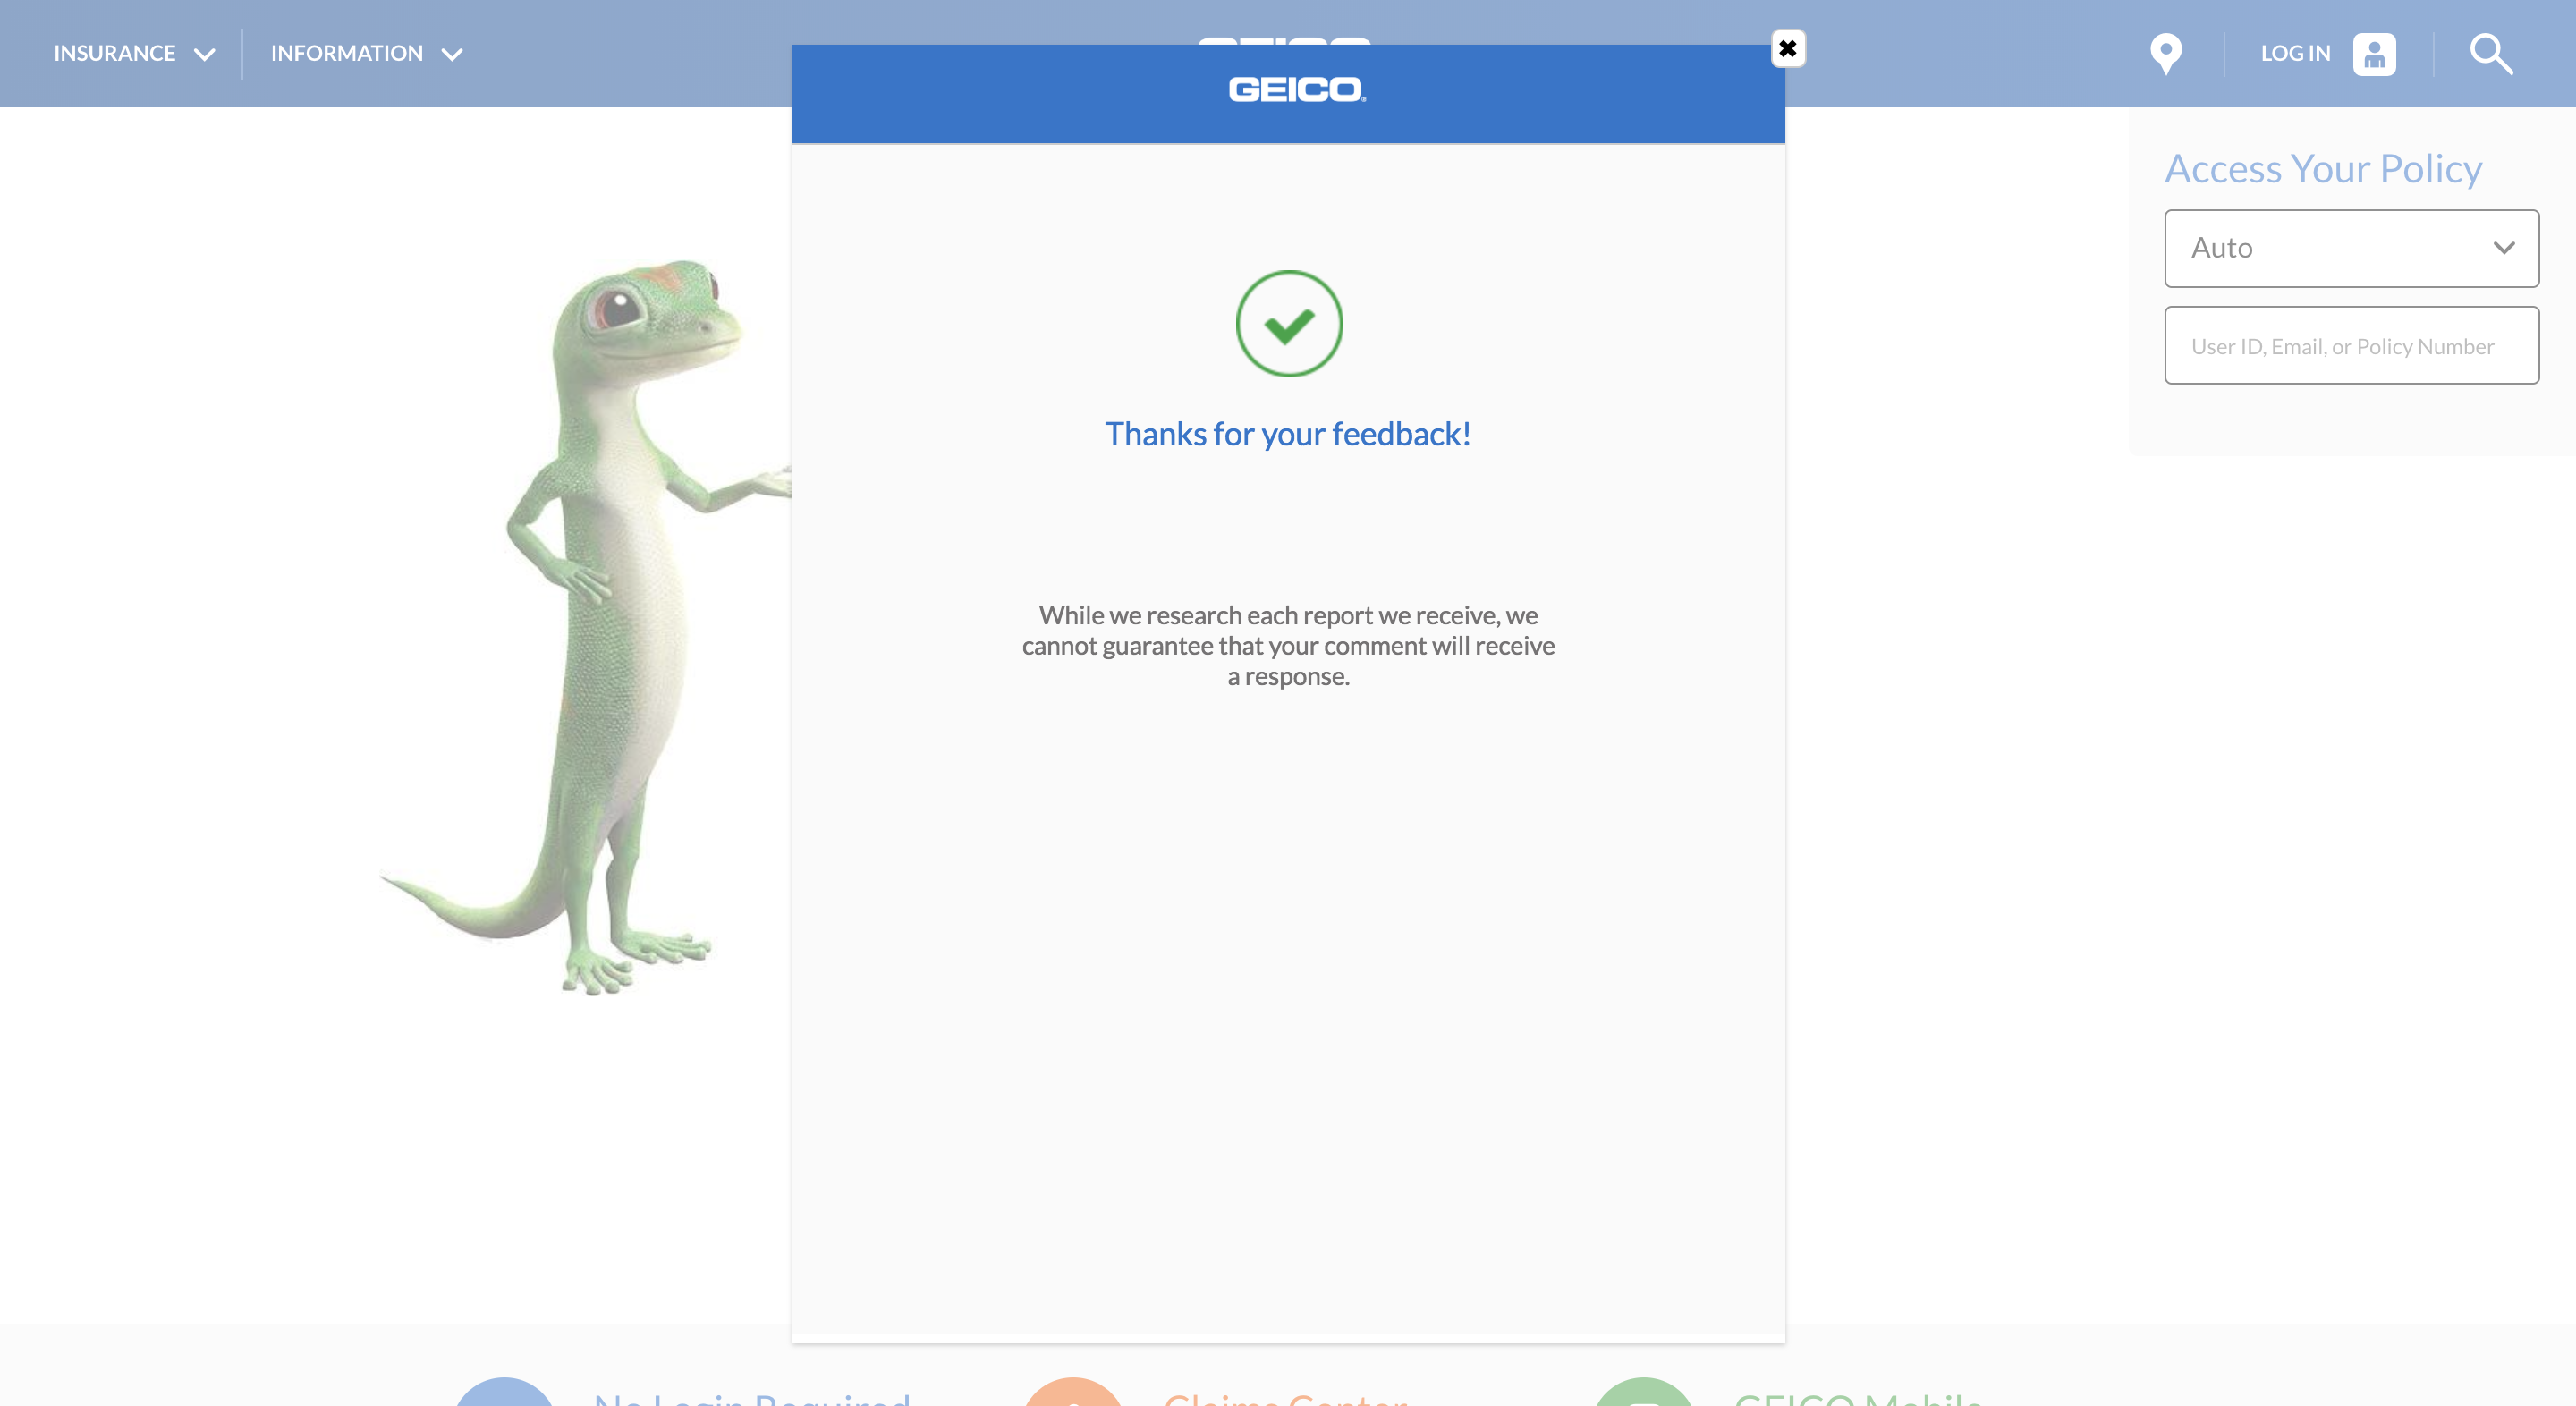 INSURANCE
INFORMATION
LOG IN
GEICO
Thanks for your feedback!
While we research each report we receive, we
cannot guarantee that your comment will receive
a response.
Access Your Policy
Auto
User ID, Email, or Policy Number
No Login Required
Claims Center
GEICO Mobile